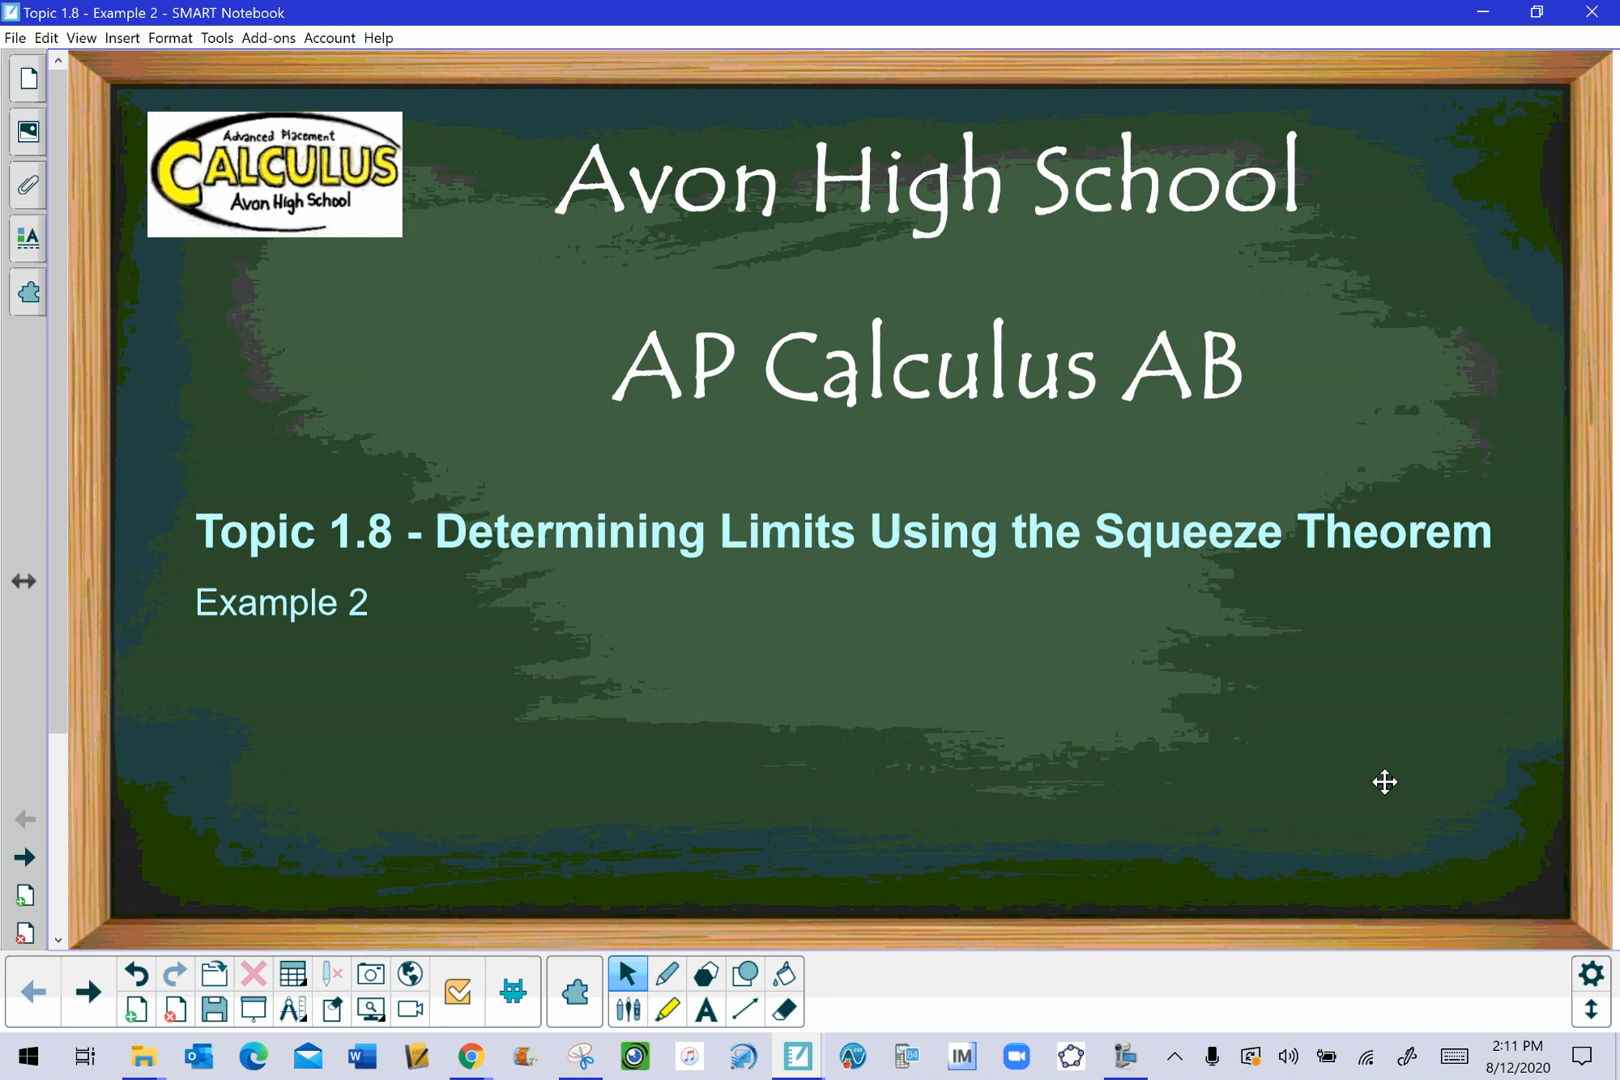 Topic 1.8 - Example 2 - SMART Notebook
File Edit View Insert Format Tools Add-ons Account Help
Advanced Placement
CALCULUS
Avon High School
Avon High School
AP Calculus AB
Topic 1.8 - Determining Limits Using the Squeeze Theorem
Example 2
2:11 PM
8/12/2020